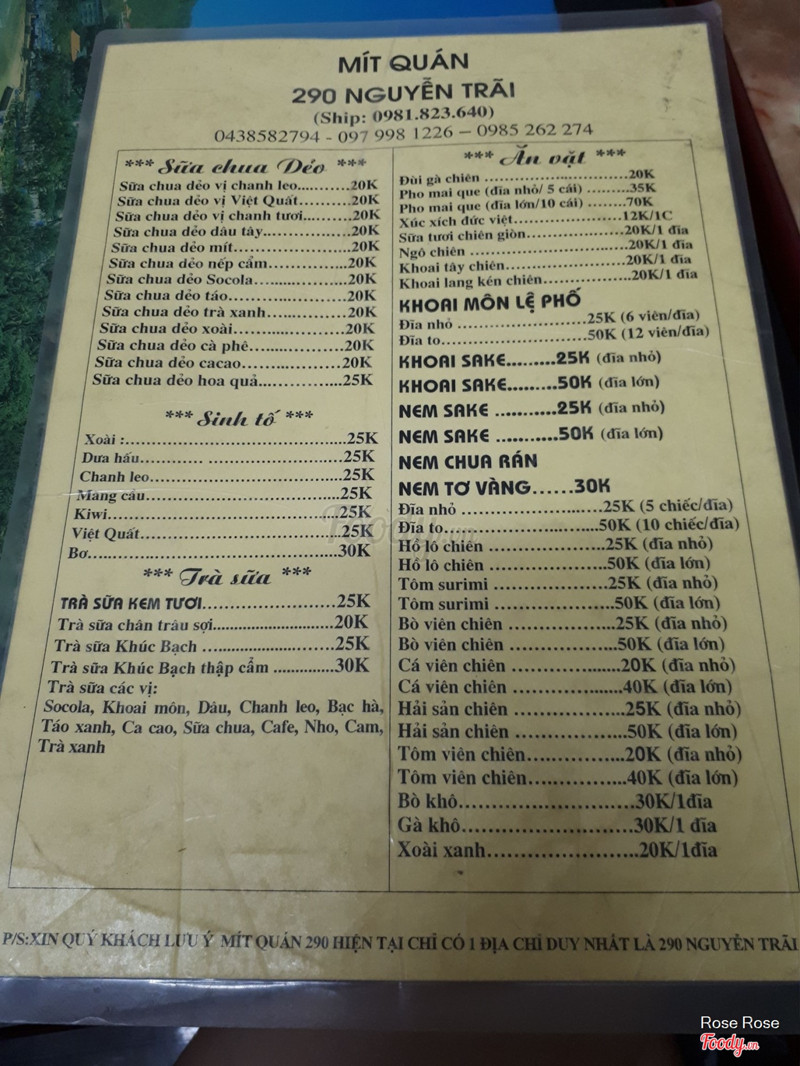 MÍT QUÁN
290 NGUYỄN TRÃI
(Ship: 0981.823.640)
0438582794 - 097 998 1226 – 0985 262 274
*** Sữa chua Dẻo ***
Sữa chua dẻo vị chanh leo............20K
Sữa chua dẻo vị Việt Quất............20K
Sữa chua dẻo vị chanh tươi...........20K
Sữa chua dẻo dâu tây.................20K
Sữa chua dẻo mít.....................20K
Sữa chua dẻo nếp cẩm.................20K
Sữa chua dẻo Socola..................20K
Sữa chua dẻo táo.....................20K
Sữa chua dẻo trà xanh................20K
Sữa chua dẻo xoài....................20K
Sữa chua dẻo cà phê..................20K
Sữa chua dẻo cacao...................20K
Sữa chua dẻo hoa quả.................25K
*** Sinh tố ***
Xoài :...............................25K
Dưa hấu..............................25K
Chanh leo............................25K
Mãng cầu.............................25K
Kiwi.................................25K
Việt Quất............................25K
Bơ...................................30K
*** Trà sữa ***
TRÀ SỮA KEM TƯƠI.....................25K
Trà sữa chân trâu sợi................20K
Trà sữa Khúc Bạch ...................25K
Trà sữa Khúc Bạch thập cẩm ..........30K
Trà sữa các vị:
Socola, Khoai môn, Dâu, Chanh leo, Bạc hà,
Táo xanh, Ca cao, Sữa chua, Cafe, Nho, Cam,
Trà xanh
*** Ăn vặt ***
Đùi gà chiên ........................20K
Pho mai que (đĩa nhỏ/ 5 cái) ........35K
Pho mai que (đĩa lớn/10 cái) ........70K
Xúc xích đức việt....................12K/1C
Sữa tươi chiên giòn..................20K/1 đĩa
Ngô chiên ...........................20K/1 đĩa
Khoai tây chiên......................20K/1 đĩa
Khoai lang kén chiên.................20K/1 đĩa
KHOAI MÔN LỆ PHỐ
Đĩa nhỏ .............................25K (6 viên/đĩa)
Đĩa to...............................50K (12 viên/đĩa)
KHOAI SAKE.........25K (đĩa nhỏ)
KHOAI SAKE.........50K (đĩa lớn)
NEM SAKE ...........25K (đĩa nhỏ)
NEM SAKE ...........50K (đĩa lớn)
NEM CHUA RÁN
NEM TƠ VÀNG......30K
Đĩa nhỏ .............................25K (5 chiếc/đĩa)
Đĩa to...............................50K (10 chiếc/đĩa)
Hồ lô chiên .........................25K (đĩa nhỏ)
Hồ lô chiên .........................50K (đĩa lớn)
Tôm surimi ..........................25K (đĩa nhỏ)
Tôm surimi ..........................50K (đĩa lớn)
Bò viên chiên .......................25K (đĩa nhỏ)
Bò viên chiên .......................50K (đĩa lớn)
Cá viên chiên .......................20K (đĩa nhỏ)
Cá viên chiên .......................40K (đĩa lớn)
Hải sản chiên .......................25K (đĩa nhỏ)
Hải sản chiên .......................50K (đĩa lớn)
Tôm viên chiên.......................20K (đĩa nhỏ)
Tôm viên chiên.......................40K (đĩa lớn)
Bò khô...............................30K/1đĩa
Gà khô...............................30K/1 đĩa
Xoài xanh............................20K/1đĩa
P/S:XIN QUÝ KHÁCH LƯU Ý MÍT QUÁN 290 HIỆN TẠI CHỈ CÓ 1 ĐỊA CHỈ DUY NHẤT LÀ 290 NGUYỄN TRÃI
Rose Rose
Foody.vn